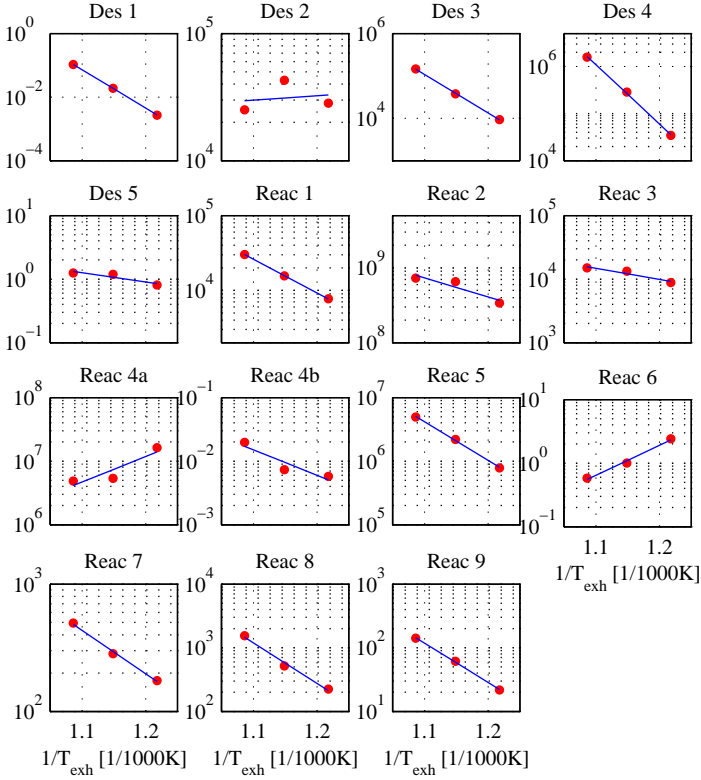 Des 1
Des 2
Des 3
Des 4
10^0
10^−2
10^−4
10^5
10^4
10^6
10^4
10^6
10^4
Des 5
Reac 1
Reac 2
Reac 3
10^1
10^0
10^−1
10^5
10^4
10^9
10^8
10^5
10^4
10^3
Reac 4a
Reac 4b
Reac 5
Reac 6
10^8
10^7
10^6
10^−1
10^−2
10^−3
10^7
10^6
10^5
10^1
10^0
10^−1
1.1 1.2
1/T_exh [1/1000K]
Reac 7
Reac 8
Reac 9
10^3
10^2
10^4
10^3
10^2
10^3
10^2
10^1
1.1 1.2
1.1 1.2
1.1 1.2
1/T_exh [1/1000K]
1/T_exh [1/1000K]
1/T_exh [1/1000K]